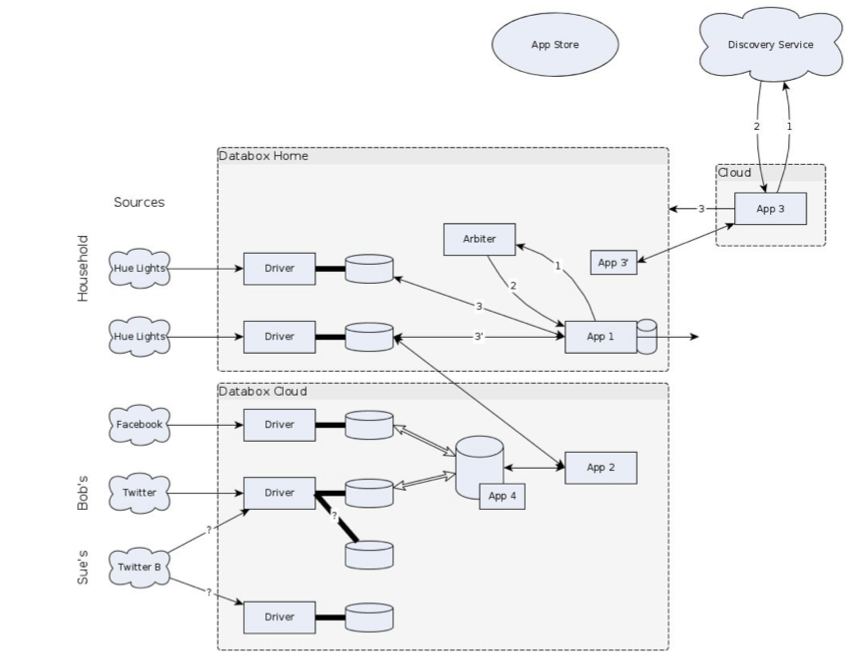 App Store
Discovery Service
2
1
Databox Home
Cloud
Sources
3
App 3
Household
Arbiter
Hue Lights
Driver
1
App 3'
2
3
Hue Lights
Driver
3'
App 1
Databox Cloud
Facebook
Driver
Bob's
Twitter
Driver
App 2
App 4
?
?
Sue's
Twitter B
?
Driver